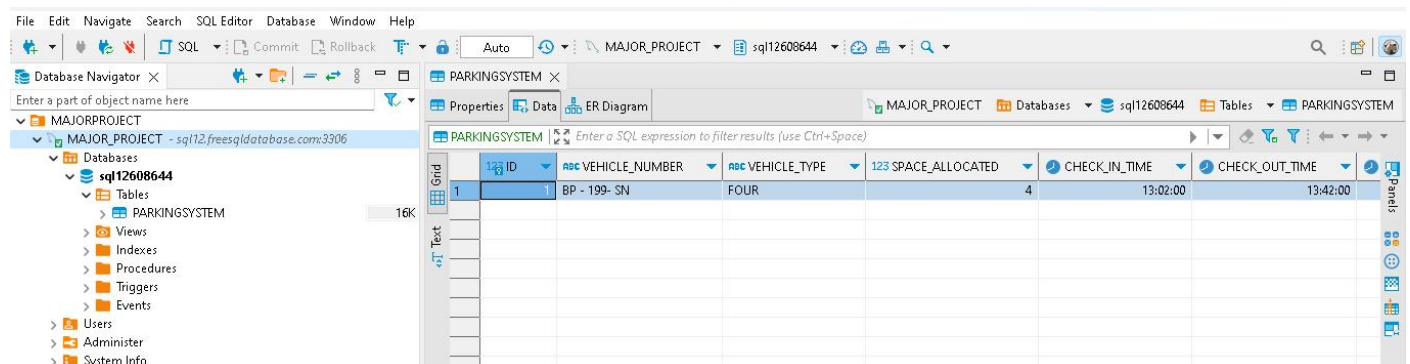 File Edit Navigate Search SQL Editor Database Window Help
SQL Commit Rollback Auto MAJOR_PROJECT sql12608644
Database Navigator
Enter a part of object name here
MAJORPROJECT
MAJOR_PROJECT - sql12.freesqldatabase.com:3306
Databases
sql12608644
Tables
PARKINGSYSTEM 16K
Views
Indexes
Procedures
Triggers
Events
Users
Administer
System Info
PARKINGSYSTEM
Properties Data ER Diagram MAJOR_PROJECT Databases sql12608644 Tables PARKINGSYSTEM
PARKINGSYSTEM Enter a SQL expression to filter results (use Ctrl+Space)
Grid
Text
Panels
123 ID ABC VEHICLE_NUMBER ABC VEHICLE_TYPE 123 SPACE_ALLOCATED CHECK_IN_TIME CHECK_OUT_TIME
1 1 BP - 199- SN FOUR 4 13:02:00 13:42:00